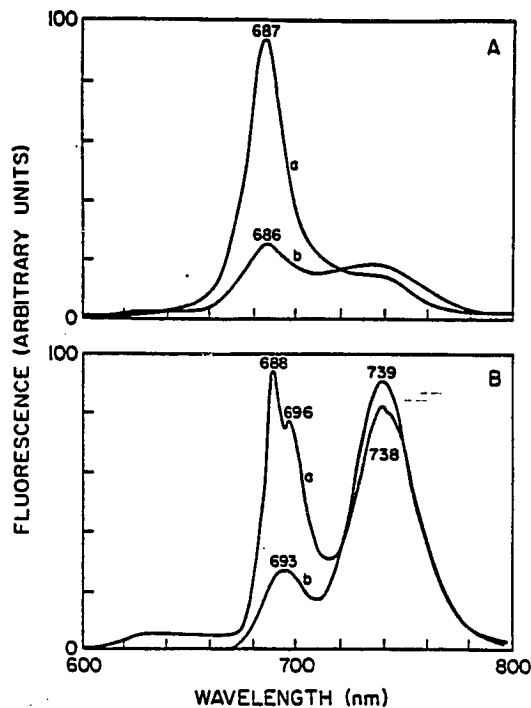 100
687
A
a
686
b
0
FLUORESCENCE (ARBITRARY UNITS)
100
688
739
B
696
a
738
693
b
0
600
700
800
WAVELENGTH (nm)